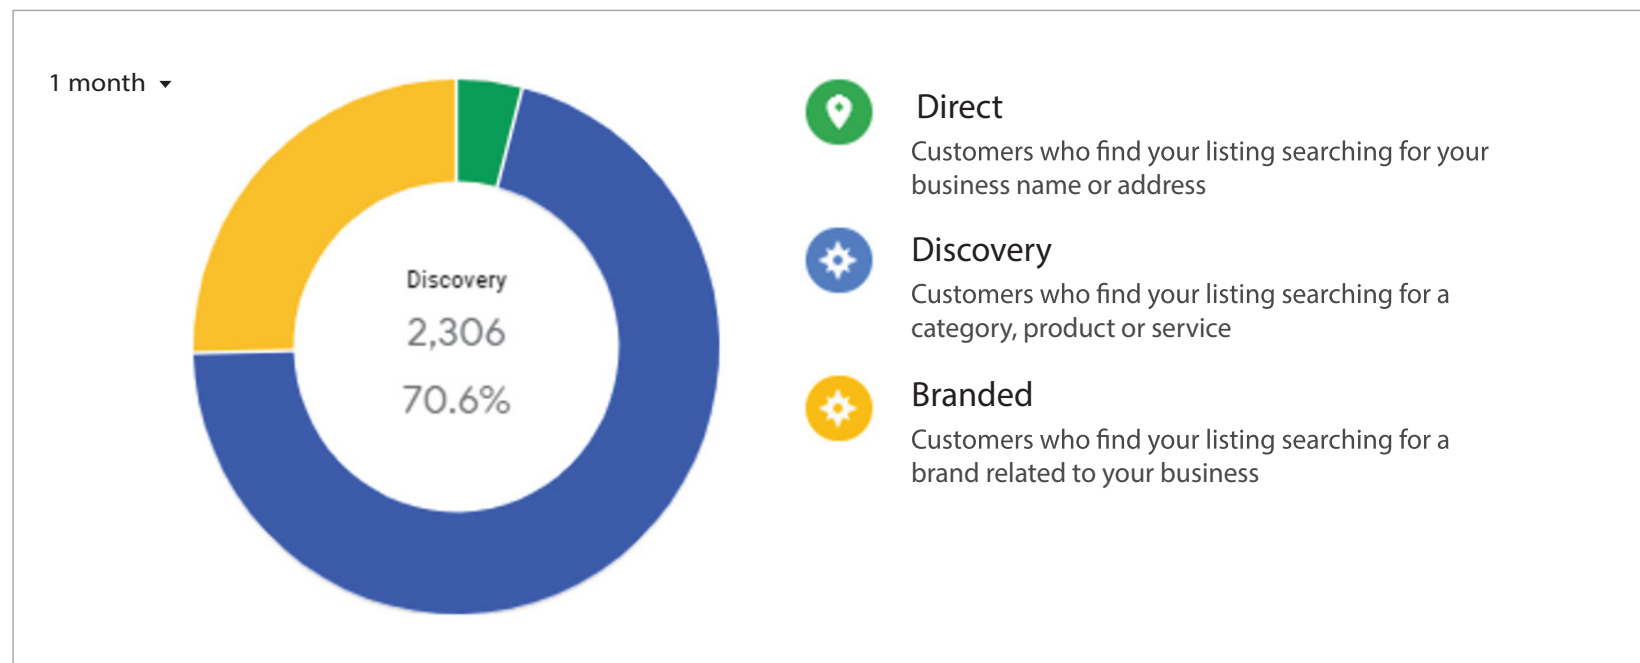 1 month
Discovery
2,306
70.6%
Direct
Customers who find your listing searching for your
business name or address
Discovery
Customers who find your listing searching for a
category, product or service
Branded
Customers who find your listing searching for a
brand related to your business